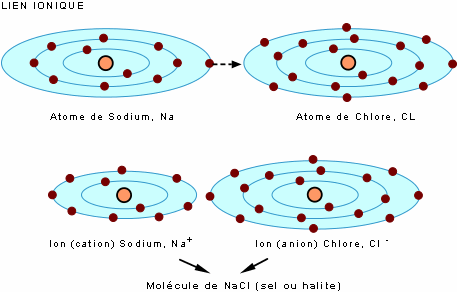 LIEN IONIQUE
Atome de Sodium, Na
Atome de Chlore, CL
Ion (cation) Sodium, Na+
Ion (anion) Chlore, Cl -
Molécule de NaCl (sel ou halite)